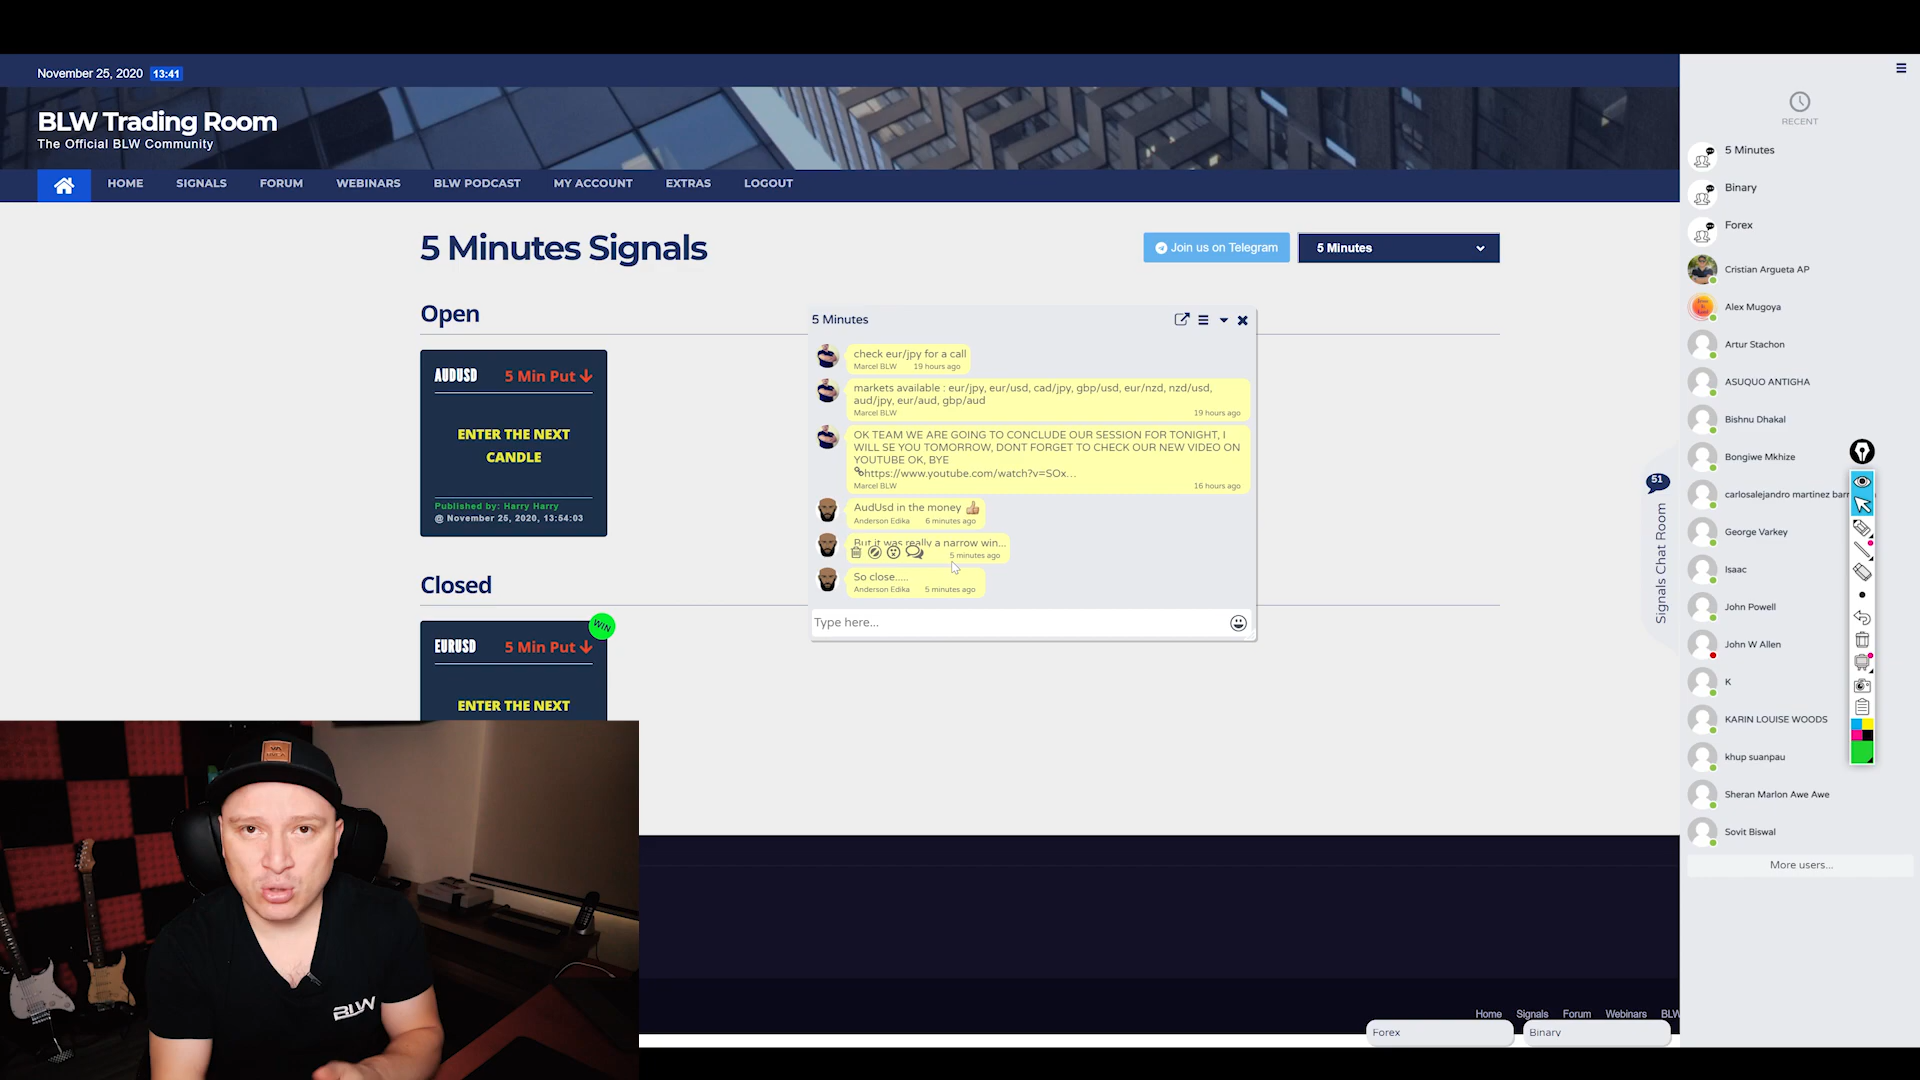 November 25, 2020 13:41
BLW Trading Room
The Official BLW Community
HOME SIGNALS FORUM WEBINARS BLW PODCAST MY ACCOUNT EXTRAS LOGOUT
5 Minutes Signals
Join us on Telegram
5 Minutes
Open
AUDUSD 5 Min Put
ENTER THE NEXT
CANDLE
Published by: Harry Harry
@ November 25, 2020, 13:54:03
Closed
WIN
EURUSD 5 Min Put
ENTER THE NEXT
5 Minutes
check eur/jpy for a call
Marcel BLW 19 hours ago
markets available : eur/jpy, eur/usd, cad/jpy, gbp/usd, eur/nzd, nzd/usd,
aud/jpy, eur/aud, gbp/aud
Marcel BLW 19 hours ago
OK TEAM WE ARE GOING TO CONCLUDE OUR SESSION FOR TONIGHT, I
WILL SE YOU TOMORROW, DONT FORGET TO CHECK OUR NEW VIDEO ON
YOUTUBE OK, BYE
https://www.youtube.com/watch?v=SOx...
Marcel BLW 16 hours ago
AudUsd in the money
Anderson Edika 6 minutes ago
But it was really a narrow win...
5 minutes ago
So close.....
Anderson Edika 5 minutes ago
Type here...
51
Signals Chat Room
RECENT
5 Minutes
Binary
Forex
Cristian Argueta AP
Alex Mugoya
Artur Stachon
ASUQUO ANTIGHA
Bishnu Dhakal
Bongiwe Mkhize
carlosalejandro martinez barr
George Varkey
Isaac
John Powell
John W Allen
K
KARIN LOUISE WOODS
khup suanpau
Sheran Marlon Awe Awe
Sovit Biswal
More users...
BLW
Home Signals Forum Webinars BLW
Forex
Binary